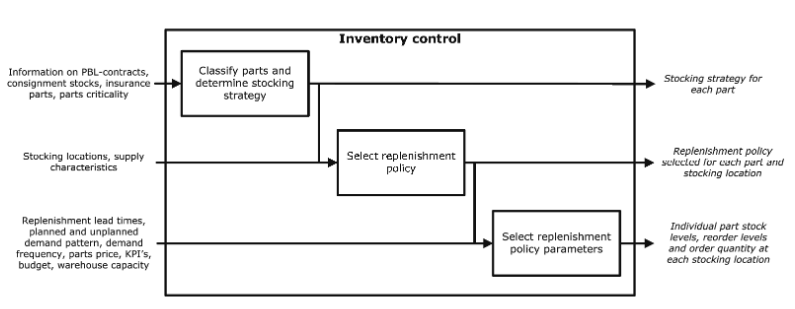 Inventory control
Information on PBL-contracts,
consignment stocks, insurance
parts, parts criticality
Classify parts and
determine stocking
strategy
Stocking strategy for
each part
Stocking locations, supply
characteristics
Select replenishment
policy
Replenishment policy
selected for each part and
stocking location
Replenishment lead times,
planned and unplanned
demand pattern, demand
frequency, parts price, KPI's,
budget, warehouse capacity
Select replenishment
policy parameters
Individual part stock
levels, reorder levels
and order quantity at
each stocking location